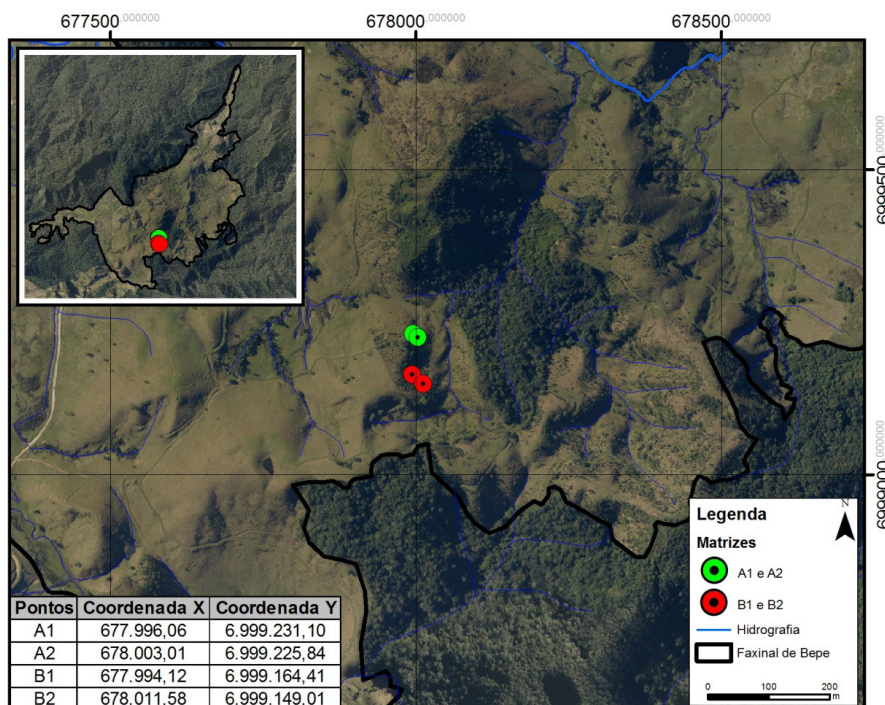 677500,000000 678000,000000 678500,000000
6999500,000000
6999000,000000
Legenda
N
Matrizes
A1 e A2
B1 e B2
Hidrografia
Faxinal de Bepe
0 100 200
m
Pontos Coordenada X Coordenada Y
A1 677.996,06 6.999.231,10
A2 678.003,01 6.999.225,84
B1 677.994,12 6.999.164,41
B2 678.011,58 6.999.149,01